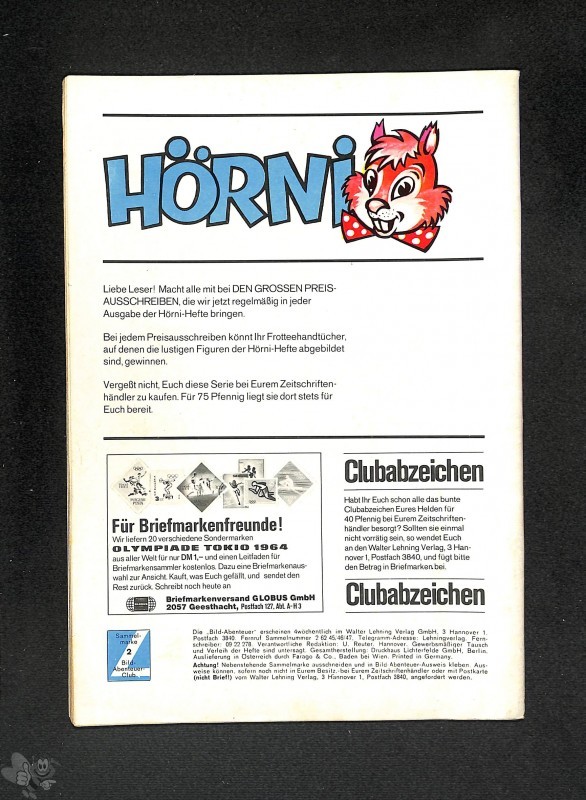 HÖRNI
Liebe Leser! Macht alle mit bei DEN GROSSEN PREIS-
AUSSCHREIBEN, die wir jetzt regelmäßig in jeder
Ausgabe der Hörni-Hefte bringen.
Bei jedem Preisausschreiben könnt Ihr Frotteehandtücher,
auf denen die lustigen Figuren der Hörni-Hefte abgebildet
sind, gewinnen.
Vergeßt nicht, Euch diese Serie bei Eurem Zeitschriften-
händler zu kaufen. Für 75 Pfennig liegt sie dort stets für
Euch bereit.
Für Briefmarkenfreunde!
Wir liefern 20 verschiedene Sondermarken
OLYMPIADE TOKIO 1964
aus aller Welt für nur DM 1,– und einen Leitfaden für
Briefmarkensammler kostenlos. Dazu eine Briefmarkenaus-
wahl zur Ansicht. Kauft, was Euch gefällt, und sendet den
Rest zurück. Schreibt noch heute an
Briefmarkenversand GLOBUS GmbH
2057 Geesthacht, Postfach 127, Abt. A-H 3
Clubabzeichen
Habt Ihr Euch schon alle das bunte
Clubabzeichen Eures Helden für
40 Pfennig bei Eurem Zeitschriften-
händler besorgt? Sollten sie einmal
nicht vorrätig sein, so wendet Euch
an den Walter Lehning Verlag, 3 Han-
nover 1, Postfach 3840, und fügt bitte
den Betrag in Briefmarken bei.
Clubabzeichen
Sammel-
marke
2
Bild-
Abenteuer-
Club
Die „Bild-Abenteuer" erscheinen 4wöchentlich im Walter Lehning Verlag GmbH, 3 Hannover 1,
Postfach 3840. Fernruf Sammelnummer 2 62 45/46/47. Telegramm-Adresse: Lehningverlag. Fern-
schreiber: 09 22 278. Verantwortliche Redaktion: U. Reuter, Hannover. Gewerbsmäßiger Tausch
und Verleih der Hefte sind untersagt. Gesamtherstellung: Druckhaus Lichterfelde GmbH, Berlin.
Auslieferung in Österreich durch Farago & Co., Baden bei Wien. Printed in Germany.
Achtung! Nebenstehende Sammelmarke ausschneiden und in Bild Abenteuer-Ausweis kleben. Aus-
weise können, sofern noch nicht in Eurem Besitz, bei Eurem Zeitschriftenhändler oder mit Postkarte
(nicht Brief!) vom Walter Lehning Verlag, 3 Hannover 1, Postfach 3840, angefordert werden.